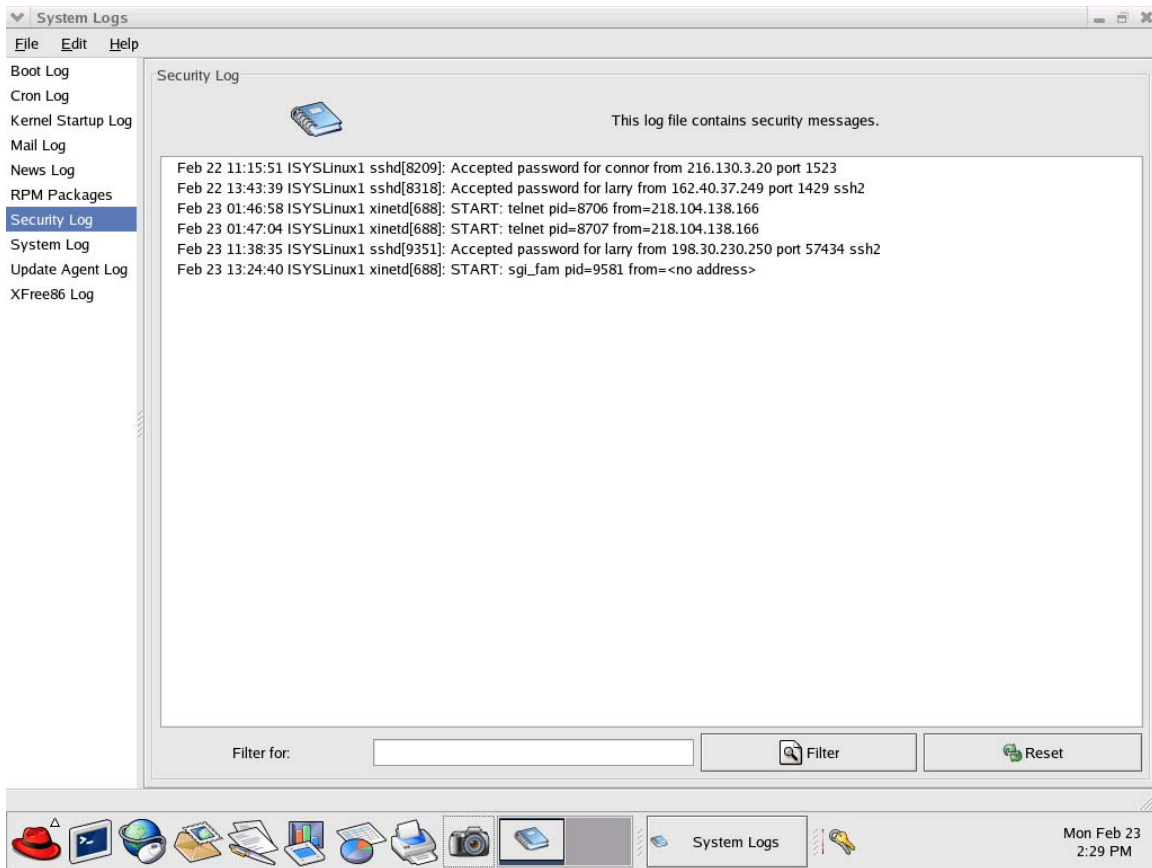 System Logs
File Edit Help
Boot Log
Cron Log
Kernel Startup Log
Mail Log
News Log
RPM Packages
Security Log
System Log
Update Agent Log
XFree86 Log
Security Log
This log file contains security messages.
Feb 22 11:15:51 ISYSLinux1 sshd[8209]: Accepted password for connor from 216.130.3.20 port 1523
Feb 22 13:43:39 ISYSLinux1 sshd[8318]: Accepted password for larry from 162.40.37.249 port 1429 ssh2
Feb 23 01:46:58 ISYSLinux1 xinetd[688]: START: telnet pid=8706 from=218.104.138.166
Feb 23 01:47:04 ISYSLinux1 xinetd[688]: START: telnet pid=8707 from=218.104.138.166
Feb 23 11:38:35 ISYSLinux1 sshd[9351]: Accepted password for larry from 198.30.230.250 port 57434 ssh2
Feb 23 13:24:40 ISYSLinux1 xinetd[688]: START: sgi_fam pid=9581 from=<no address>
Filter for:
Filter
Reset
System Logs
Mon Feb 23
2:29 PM